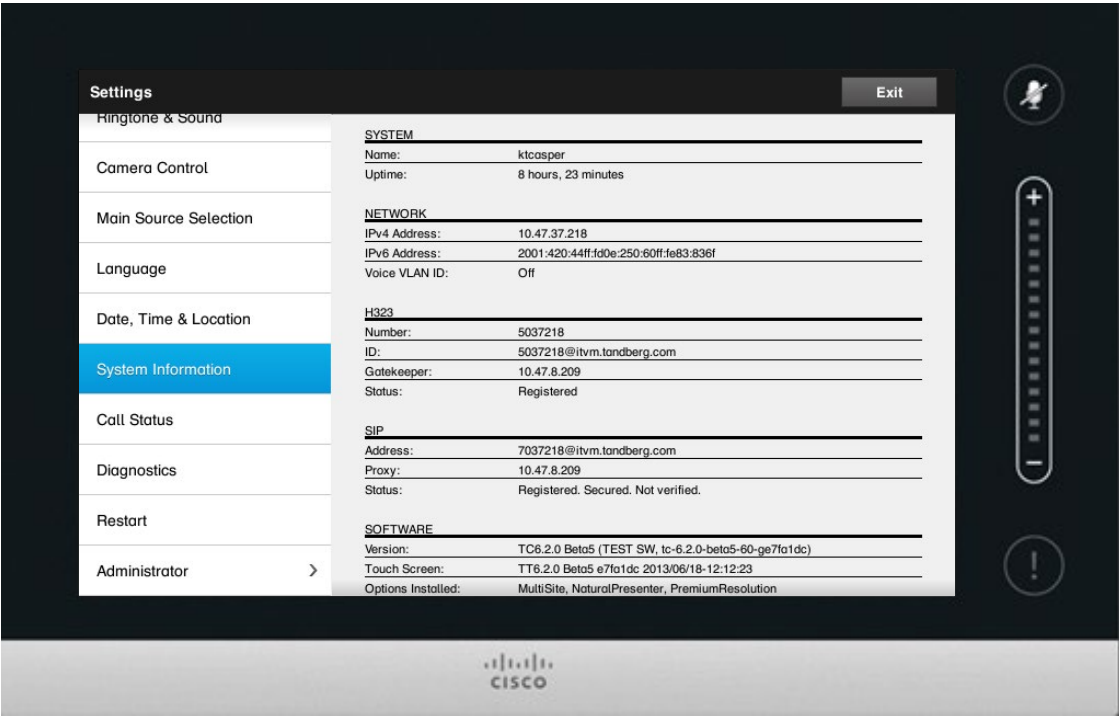 Settings
Exit
Ringtone & Sound
Camera Control
Main Source Selection
Language
Date, Time & Location
System Information
Call Status
Diagnostics
Restart
Administrator
SYSTEM
Name: ktcasper
Uptime: 8 hours, 23 minutes
NETWORK
IPv4 Address: 10.47.37.218
IPv6 Address: 2001:420:44ff:fd0e:250:60ff:fe83:836f
Voice VLAN ID: Off
H323
Number: 5037218
ID: 5037218@itvm.tandberg.com
Gatekeeper: 10.47.8.209
Status: Registered
SIP
Address: 7037218@itvm.tandberg.com
Proxy: 10.47.8.209
Status: Registered. Secured. Not verified.
SOFTWARE
Version: TC6.2.0 Beta5 (TEST SW, tc-6.2.0-beta5-60-ge7fa1dc)
Touch Screen: TT6.2.0 Beta5 e7fa1dc 2013/06/18-12:12:23
Options Installed: MultiSite, NaturalPresenter, PremiumResolution
+
−
!
CISCO